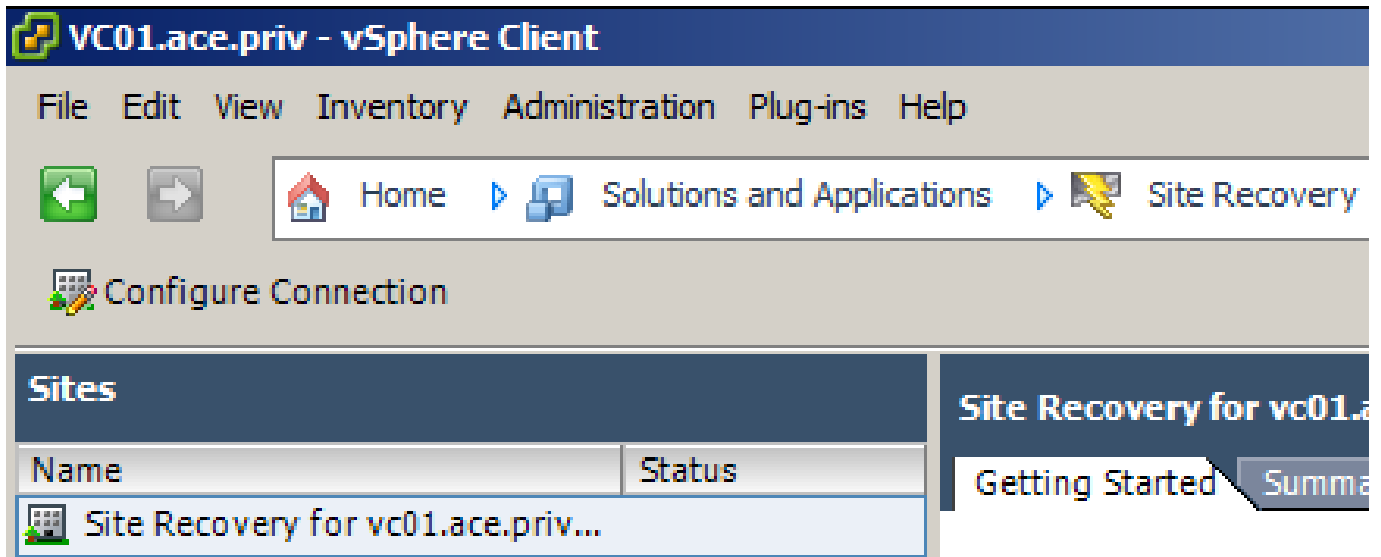 VC01.ace.priv - vSphere Client
File Edit View Inventory Administration Plug-ins Help
Home Solutions and Applications Site Recovery
Configure Connection
Sites
Site Recovery for vc01.a
Name Status
Getting Started Summa
Site Recovery for vc01.ace.priv...